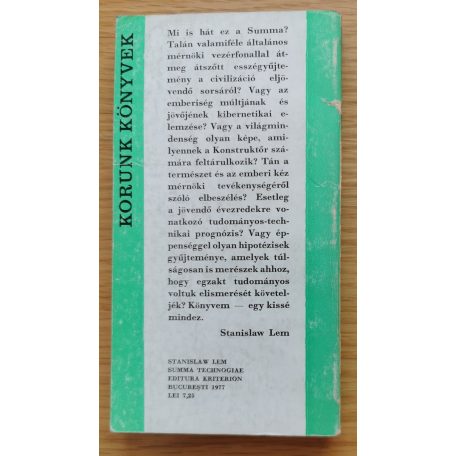 KORUNK KÖNYVEK
Mi is hát ez a Summa?
Talán valamiféle általános
mérnöki vezérfonallal át-
meg átszőtt esszégyűjte-
mény a civilizáció eljö-
vendő sorsáról? Vagy az
emberiség múltjának és
jövőjének kibernetikai e-
lemzése? Vagy a világmin-
denség olyan képe, ami-
lyennek a Konstruktőr szá-
mára feltárulkozik? Tán a
természet és az emberi kéz
mérnöki tevékenységéről
szóló elbeszélés? Esetleg
a jövendő évezredekre vo-
natkozó tudományos-tech-
nikai prognózis? Vagy ép-
penséggel olyan hipotézisek
gyűjteménye, amelyek túl-
ságosan is merészek ahhoz,
hogy egzakt tudományos
voltuk elismerését követel-
jék? Könyvem — egy kissé
mindez.
Stanisław Lem
STANISLAW LEM
SUMMA TECHNOGIAE
EDITURA KRITERION
BUCUREŞTI 1977
LEI 7,25